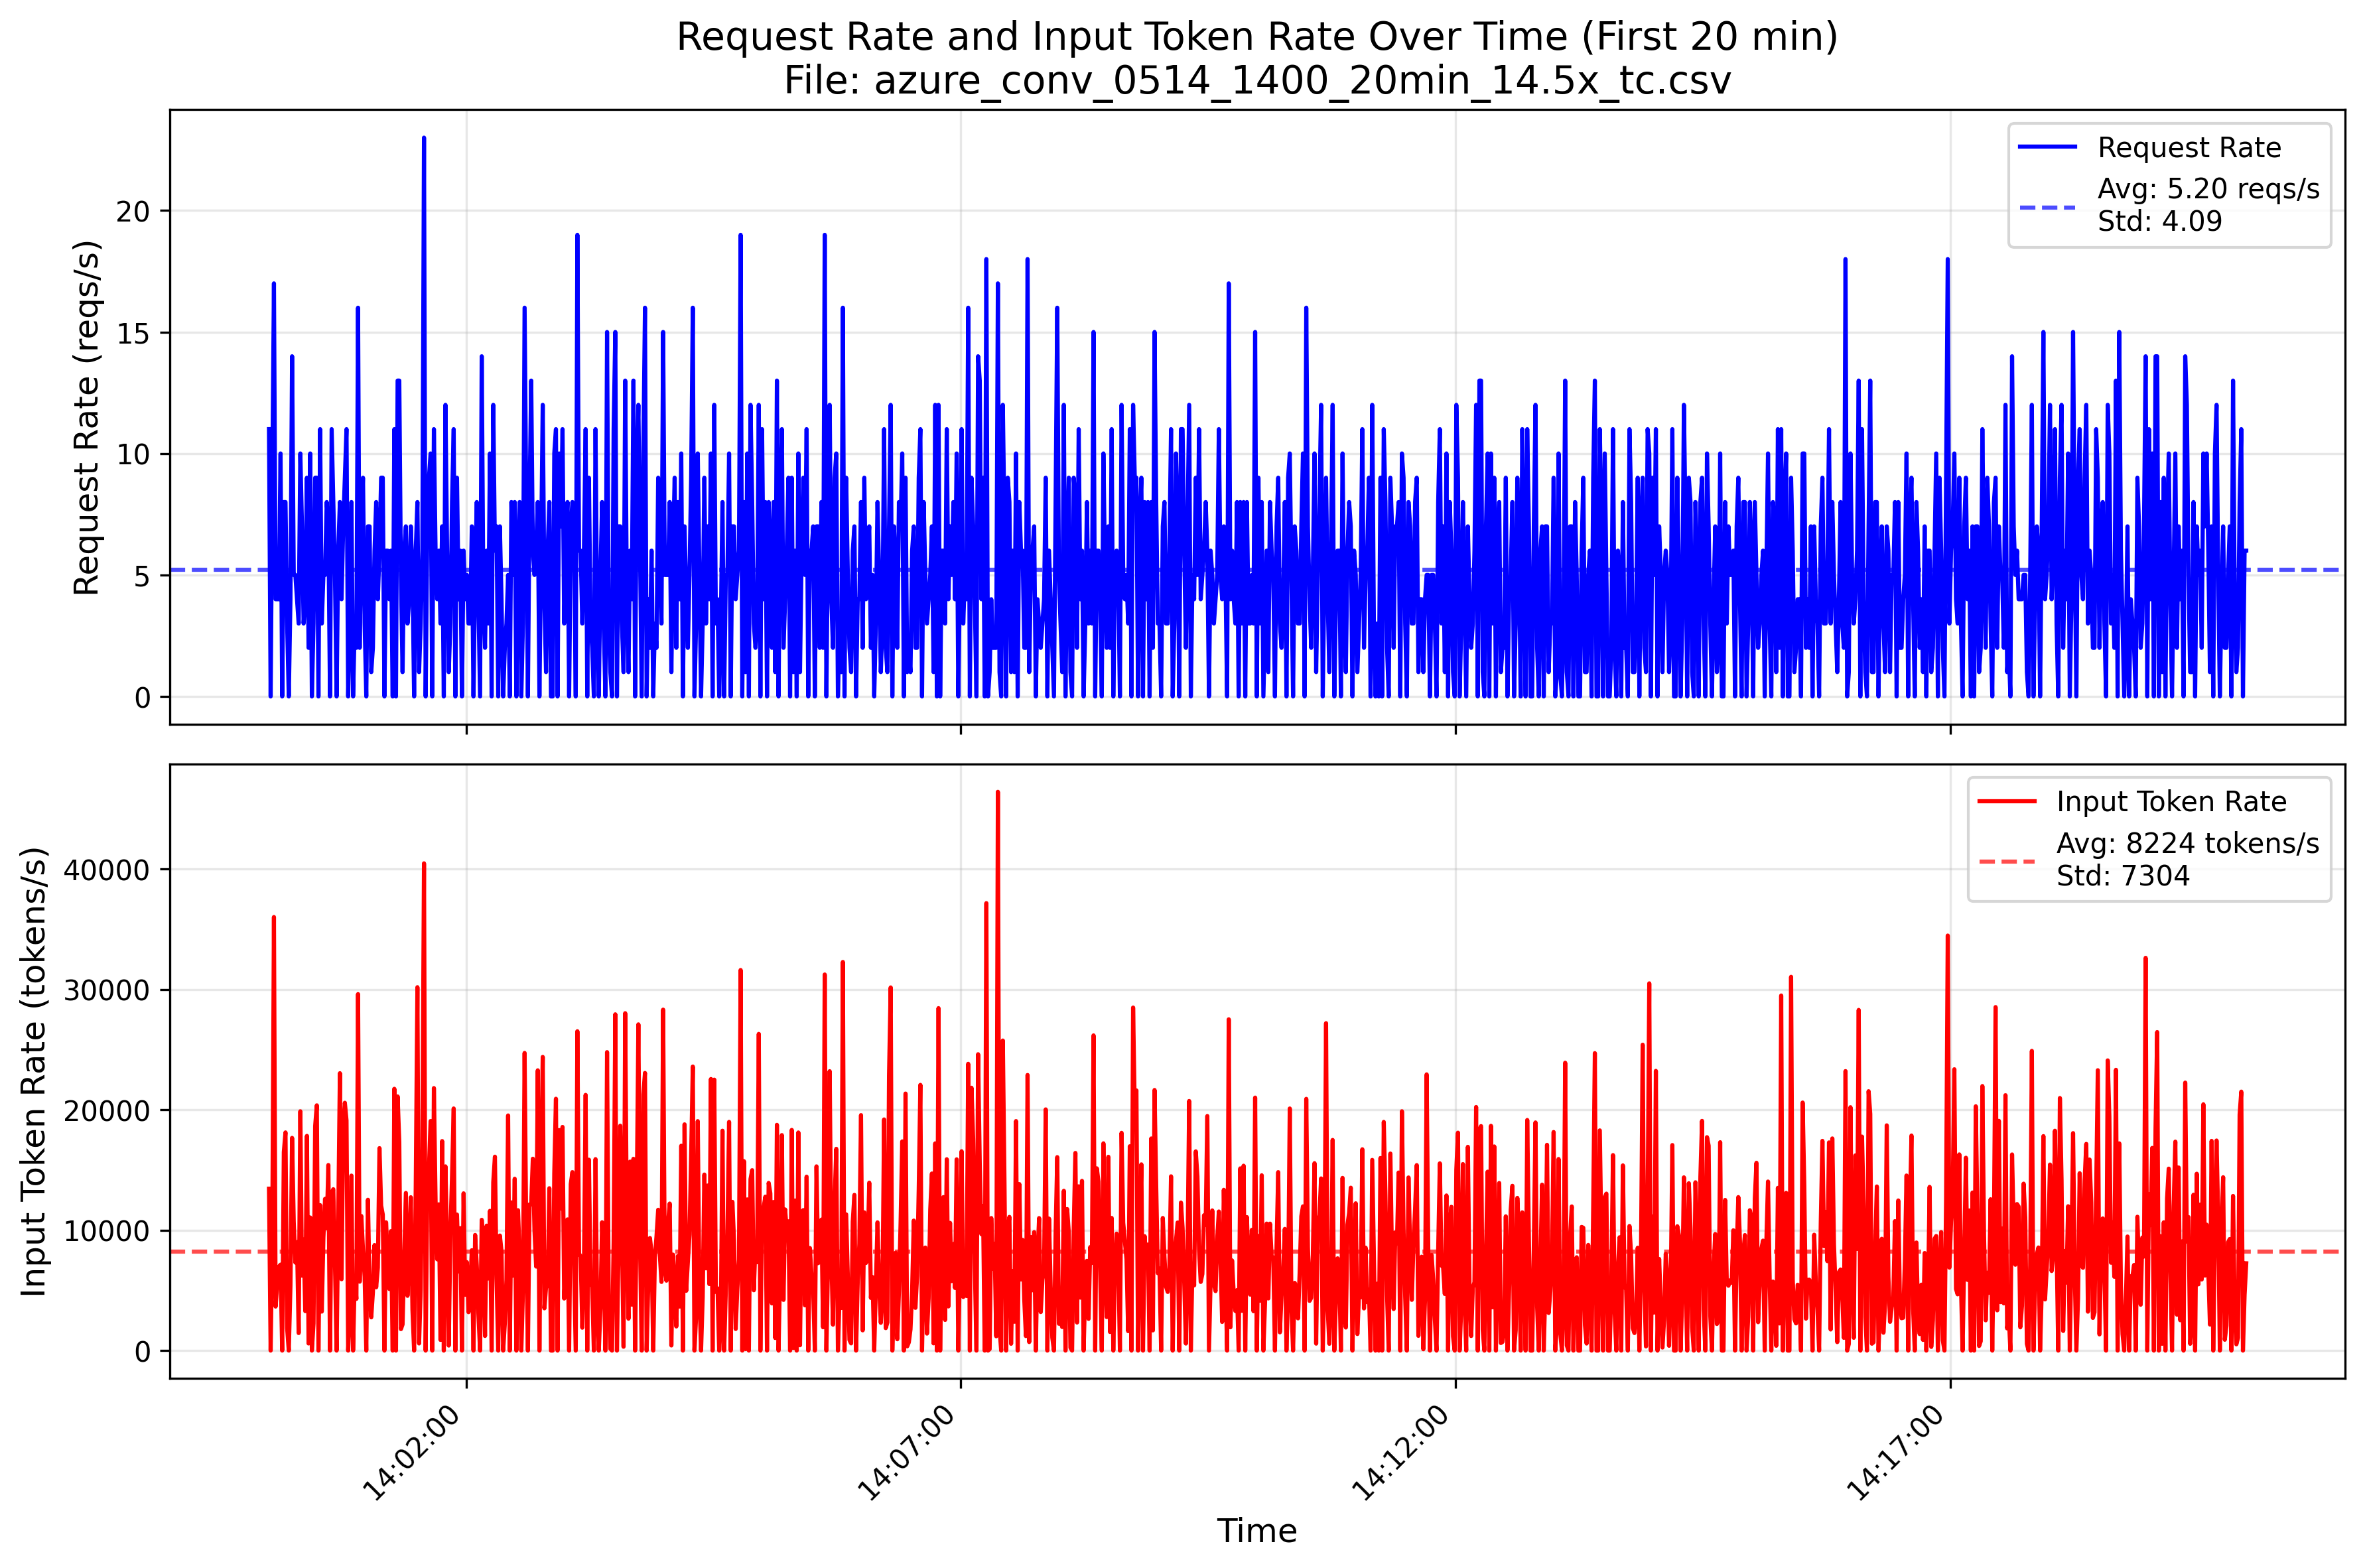 Request Rate and Input Token Rate Over Time (First 20 min)
File: azure_conv_0514_1400_20min_14.5x_tc.csv
Request Rate (reqs/s)
20
15
10
5
0
Request Rate
Avg: 5.20 reqs/s
Std: 4.09
Input Token Rate (tokens/s)
40000
30000
20000
10000
0
Input Token Rate
Avg: 8224 tokens/s
Std: 7304
14:02:00
14:07:00
14:12:00
14:17:00
Time